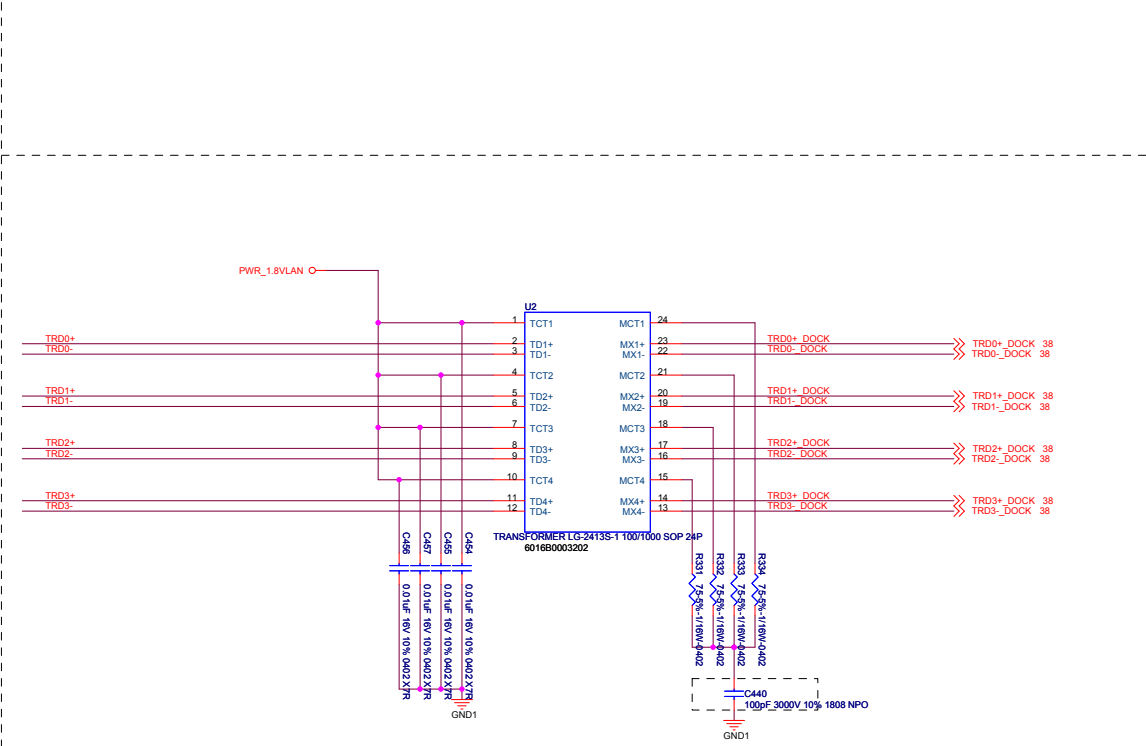 PWR_1.8VLAN
U2
1 TCT1 MCT1 24
TRD0+ 2 TD1+ MX1+ 23 TRD0+_DOCK TRD0+_DOCK 38
TRD0- 3 TD1- MX1- 22 TRD0-_DOCK TRD0-_DOCK 38
4 TCT2 MCT2 21
TRD1+ 5 TD2+ MX2+ 20 TRD1+_DOCK TRD1+_DOCK 38
TRD1- 6 TD2- MX2- 19 TRD1-_DOCK TRD1-_DOCK 38
7 TCT3 MCT3 18
TRD2+ 8 TD3+ MX3+ 17 TRD2+_DOCK TRD2+_DOCK 38
TRD2- 9 TD3- MX3- 16 TRD2-_DOCK TRD2-_DOCK 38
10 TCT4 MCT4 15
TRD3+ 11 TD4+ MX4+ 14 TRD3+_DOCK TRD3+_DOCK 38
TRD3- 12 TD4- MX4- 13 TRD3-_DOCK TRD3-_DOCK 38
TRANSFORMER LG-2413S-1 100/1000 SOP 24P
6016B0003202
C456 0.01uF 16V 10% 0402 X7R
C457 0.01uF 16V 10% 0402 X7R
C455 0.01uF 16V 10% 0402 X7R
C454 0.01uF 16V 10% 0402 X7R
GND1
R331 75-5%-1/16W-0402
R332 75-5%-1/16W-0402
R333 75-5%-1/16W-0402
R334 75-5%-1/16W-0402
C440
100pF 3000V 10% 1808 NPO
GND1